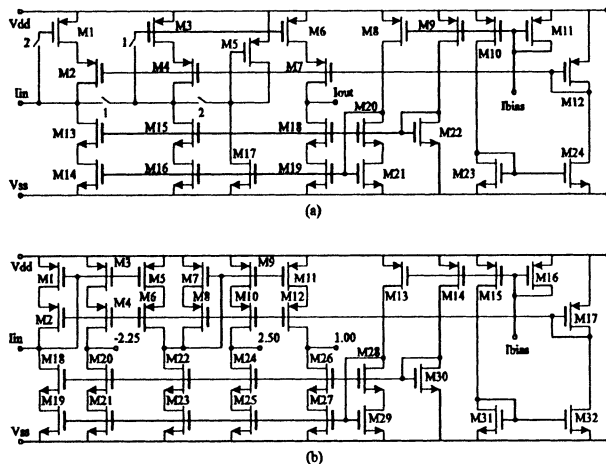 Vdd
2
M1
1
M3
M5
M6
M8
M9
M10
M11
M2
M4
M7
M12
Iin
1
2
Iout
Ibias
M13
M15
M18
M20
M22
M14
M16
M17
M19
M21
M23
M24
Vss
(a)
Vdd
M1
M3
M5
M7
M9
M11
M13
M14
M15
M16
M2
M4
M6
M8
M10
M12
M17
Iin
-2.25
2.50
1.00
Ibias
M18
M20
M22
M24
M26
M28
M30
M19
M21
M23
M25
M27
M29
M31
M32
Vss
(b)